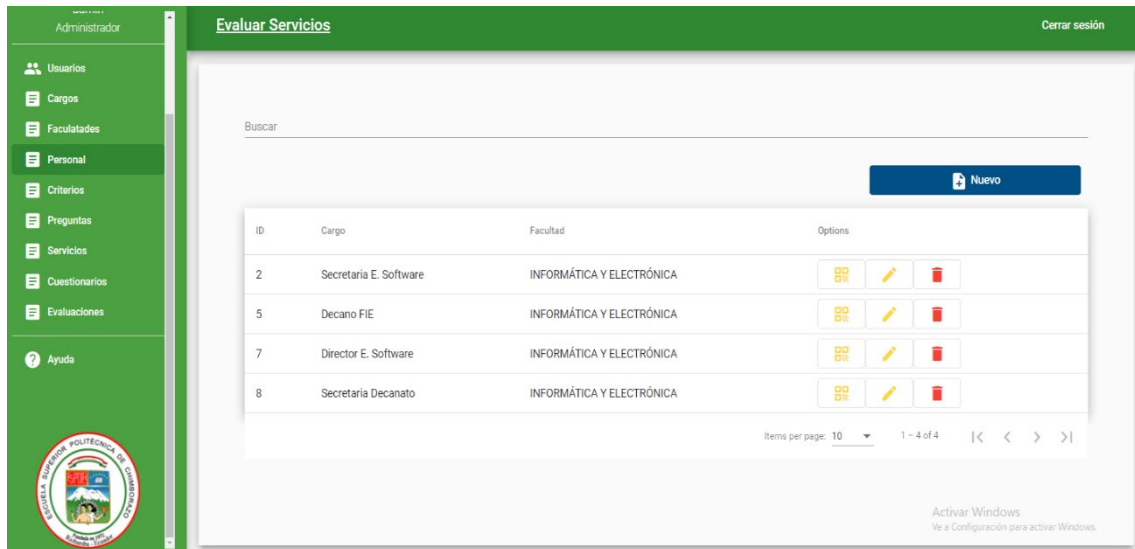 Administrador
Usuarios
Cargos
Faculatades
Personal
Criterios
Preguntas
Servicios
Cuestionarios
Evaluaciones
Ayuda
ESCUELA SUPERIOR POLITÉCNICA DE CHIMBORAZO
Evaluar Servicios
Cerrar sesión
Buscar
Nuevo
ID Cargo Facultad Options
2 Secretaria E. Software INFORMÁTICA Y ELECTRÓNICA
5 Decano FIE INFORMÁTICA Y ELECTRÓNICA
7 Director E. Software INFORMÁTICA Y ELECTRÓNICA
8 Secretaria Decanato INFORMÁTICA Y ELECTRÓNICA
Items per page: 10 1 – 4 of 4
Activar Windows
Ve a Configuración para activar Windows.